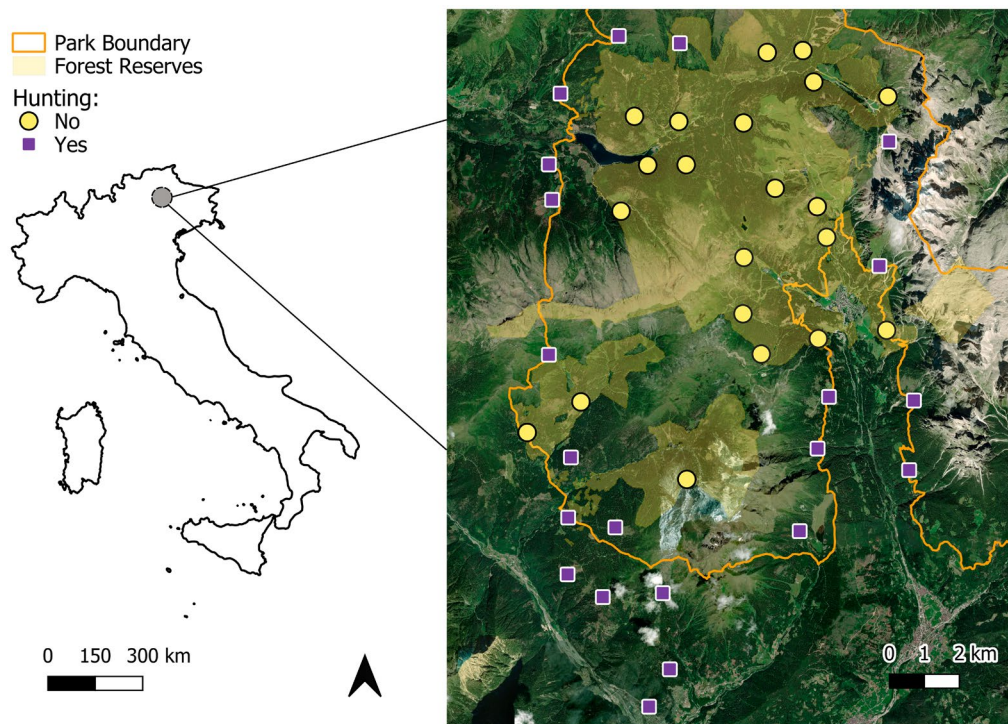 Park Boundary
Forest Reserves
Hunting:
No
Yes
0 150 300 km
0 1 2 km